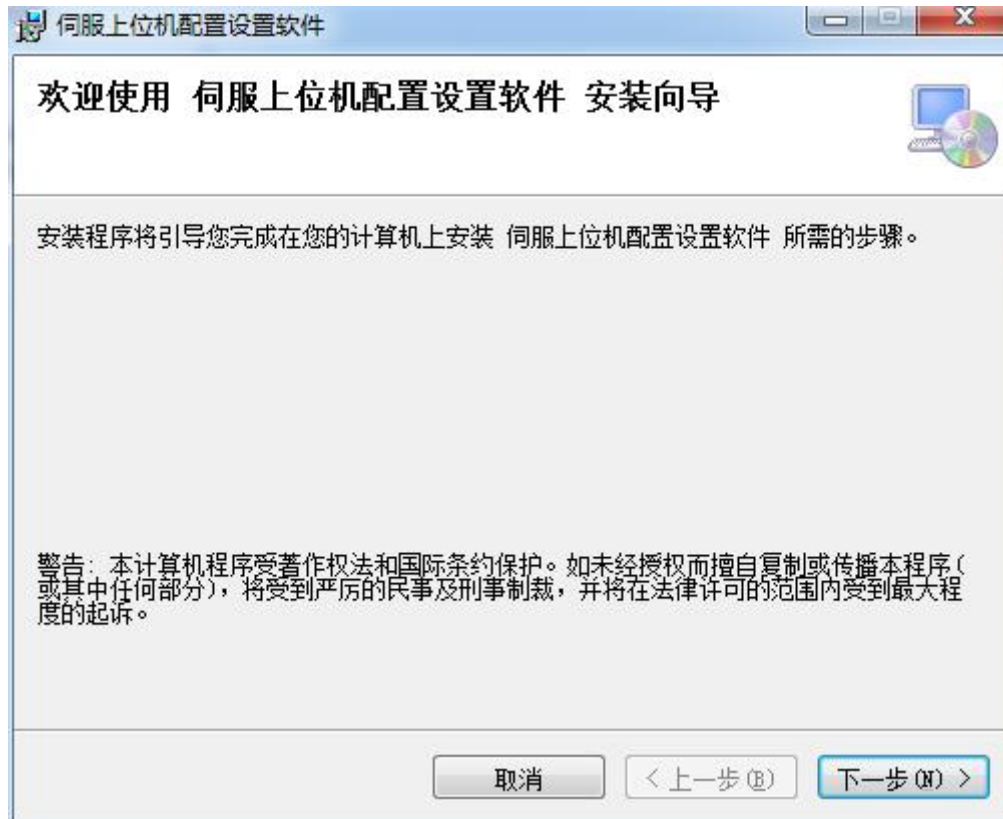 伺服上位机配置设置软件
欢迎使用 伺服上位机配置设置软件 安装向导
安装程序将引导您完成在您的计算机上安装 伺服上位机配置设置软件 所需的步骤。
警告: 本计算机程序受著作权法和国际条约保护。如未经授权而擅自复制或传播本程序(
或其中任何部分)，将受到严厉的民事及刑事制裁，并将在法律许可的范围内受到最大程
度的起诉。
取消
< 上一步(B)
下一步(N) >